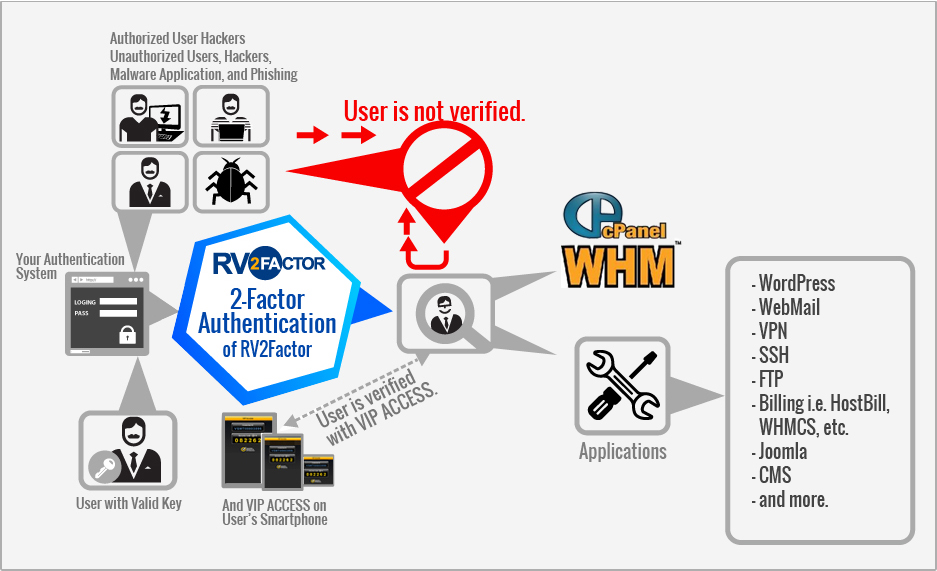 Authorized User Hackers
Unauthorized Users, Hackers,
Malware Application, and Phishing
User is not verified.
Your Authentication
System
LOGING
PASS
RV2FACTOR
2-Factor
Authentication
of RV2Factor
cPanel
WHM™
User is verified
with VIP ACCESS.
User with Valid Key
082262
082262
082262
And VIP ACCESS on
User's Smartphone
Applications
- WordPress
- WebMail
- VPN
- SSH
- FTP
- Billing i.e. HostBill,
WHMCS, etc.
- Joomla
- CMS
- and more.